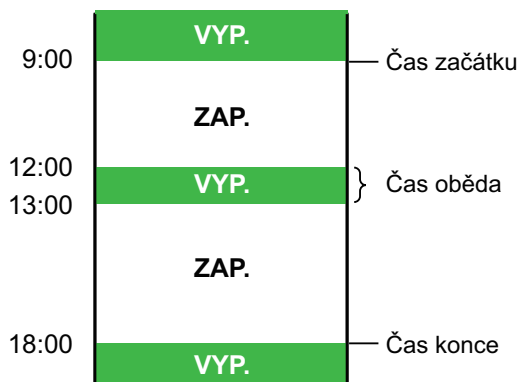 VYP.
9:00
Čas začátku
ZAP.
12:00
VYP.
Čas oběda
13:00
ZAP.
18:00
Čas konce
VYP.